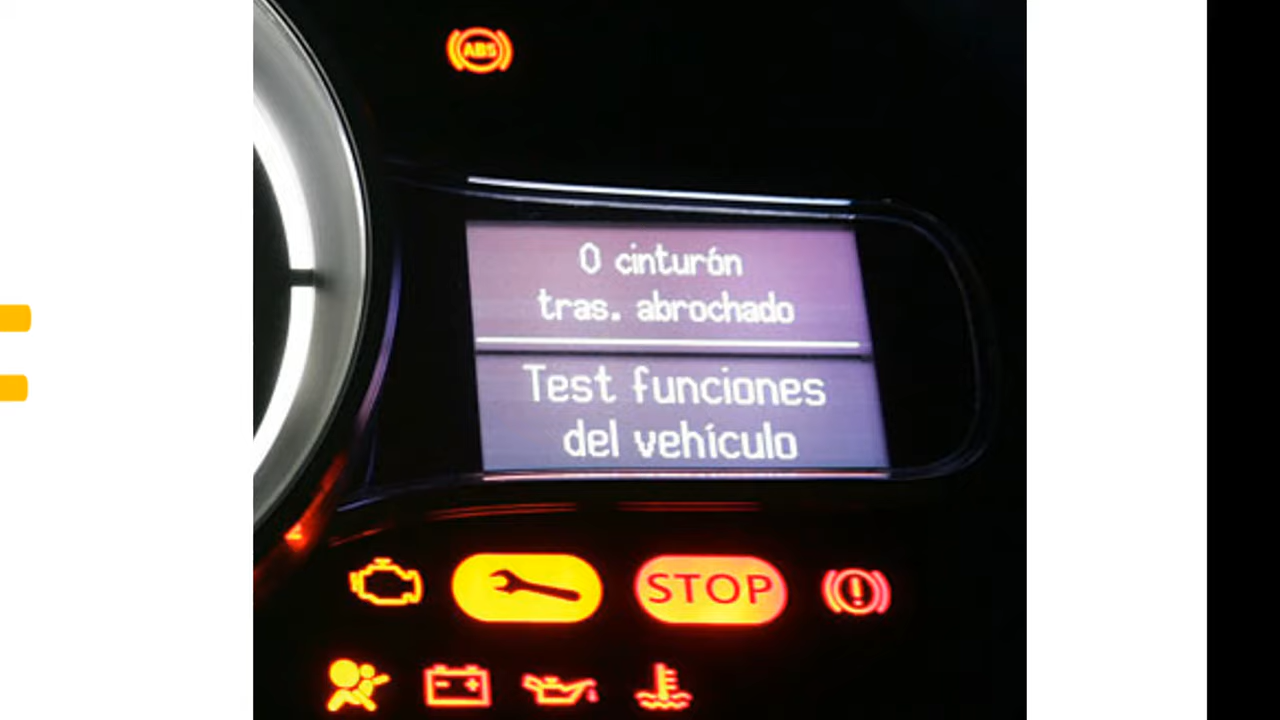 ABS
0 cinturón
tras. abrochado
Test funciones
del vehículo
STOP